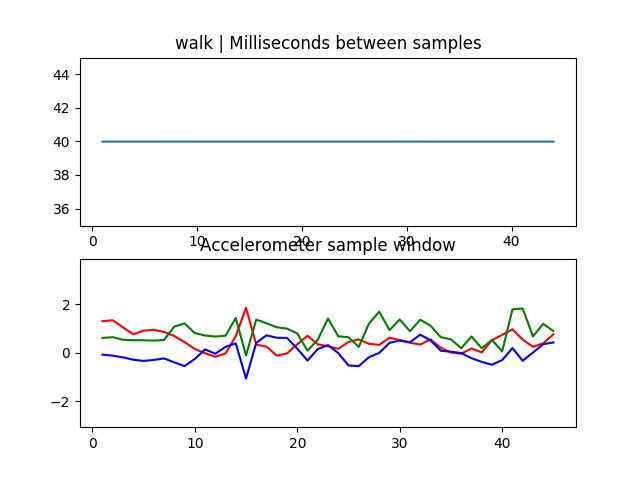 walk | Milliseconds between samples
44
42
40
38
36
0 10 20 30 40
Accelerometer sample window
2
0
−2
0 10 20 30 40